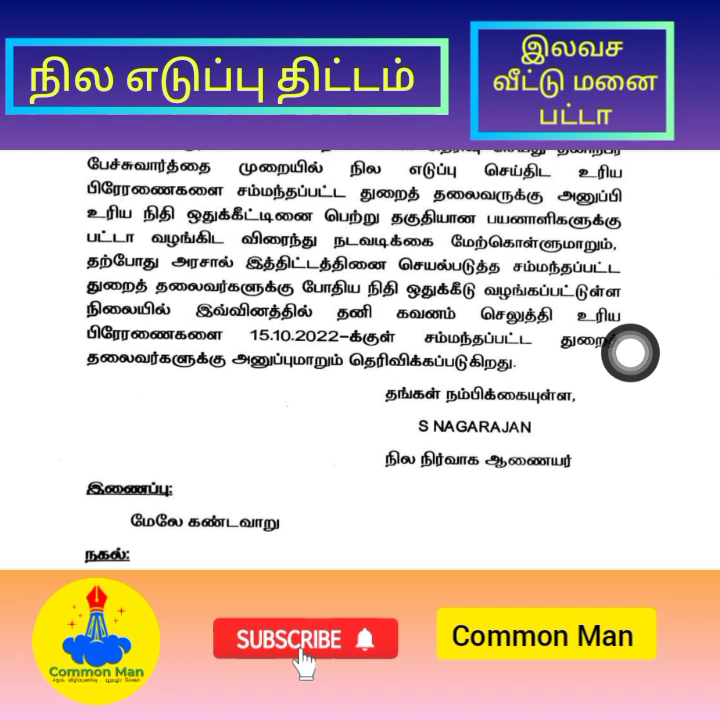 நில எடுப்பு திட்டம்
இலவச
வீட்டு மனை
பட்டா
பேச்சுவார்த்தை முறையில் நில எடுப்பு செய்திட உரிய
பிரேரணைகளை சம்மந்தப்பட்ட துறைத் தலைவருக்கு அனுப்பி
உரிய நிதி ஒதுக்கீட்டினை பெற்று தகுதியான பயனாளிகளுக்கு
பட்டா வழங்கிட விரைந்து நடவடிக்கை மேற்கொள்ளுமாறும்,
தற்போது அரசால் இத்திட்டத்தினை செயல்படுத்த சம்மந்தப்பட்ட
துறைத் தலைவர்களுக்கு போதிய நிதி ஒதுக்கீடு வழங்கப்பட்டுள்ள
நிலையில் இவ்வினத்தில் தனி கவனம் செலுத்தி உரிய
பிரேரணைகளை 15.10.2022-க்குள் சம்மந்தப்பட்ட துறைத்
தலைவர்களுக்கு அனுப்புமாறும் தெரிவிக்கப்படுகிறது.
தங்கள் நம்பிக்கையுள்ள,
S NAGARAJAN
நில நிர்வாக ஆணையர்
இணைப்பு:
மேலே கண்டவாறு
நகல்:
Common Man
SUBSCRIBE
Common Man